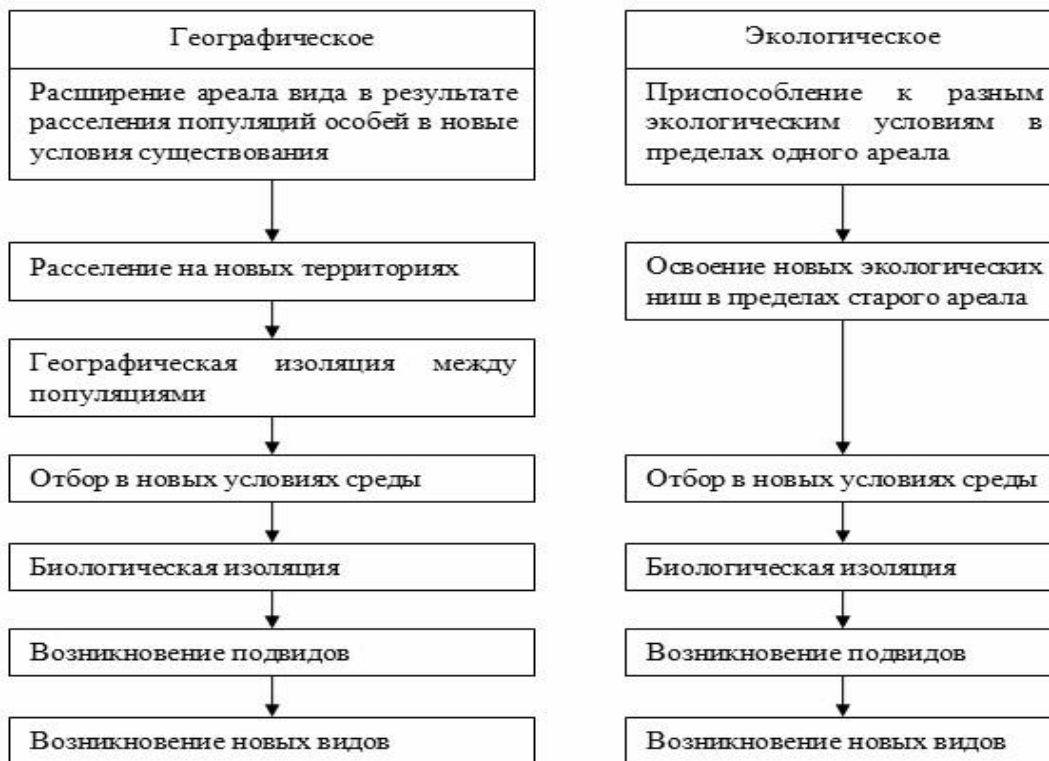 Географическое
Расширение ареала вида в результате
расселения популяций особей в новые
условия существования
Расселение на новых территориях
Географическая изоляция между
популяциями
Отбор в новых условиях среды
Биологическая изоляция
Возникновение подвидов
Возникновение новых видов
Экологическое
Приспособление к разным
экологическим условиям в
пределах одного ареала
Освоение новых экологических
ниш в пределах старого ареала
Отбор в новых условиях среды
Биологическая изоляция
Возникновение подвидов
Возникновение новых видов